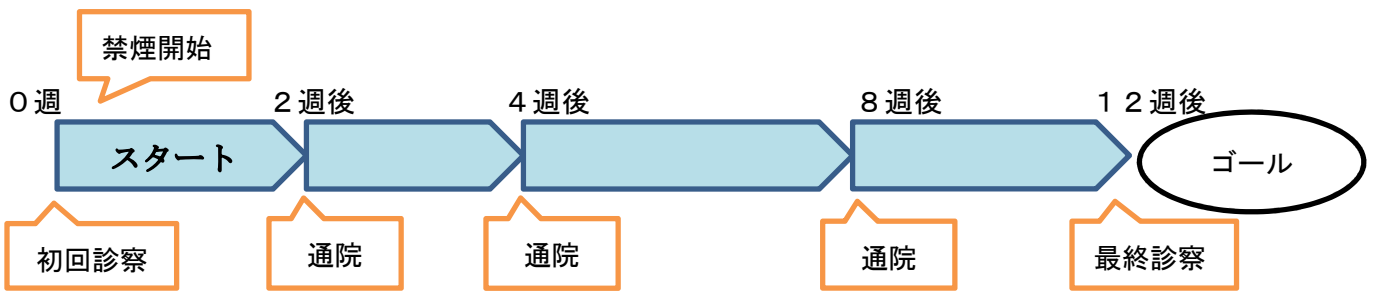 禁煙開始
０週
２週後
４週後
８週後
１２週後
スタート
ゴール
初回診察
通院
通院
通院
最終診察